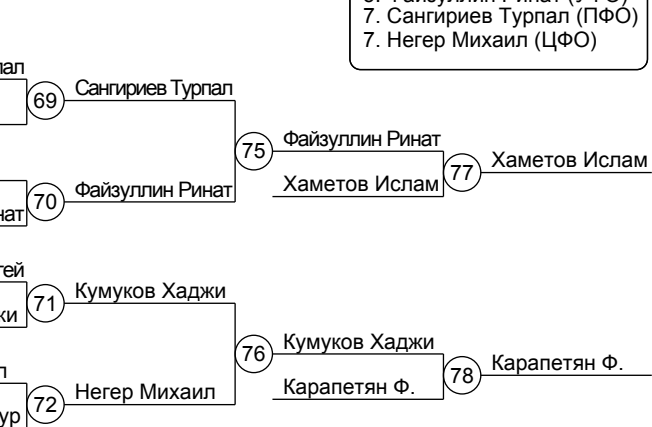 7. Сангириев Турпал (ПФО)
7. Негер Михаил (ЦФО)
69
Сангириев Турпал
75
Файзуллин Ринат
77
Хаметов Ислам
Хаметов Ислам
70
Файзуллин Ринат
71
Кумуков Хаджи
76
Кумуков Хаджи
78
Карапетян Ф.
Карапетян Ф.
72
Негер Михаил